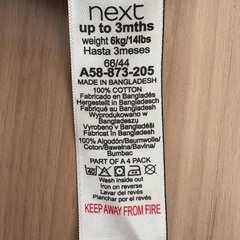 next
up to 3mths
weight 6kg/14lbs
Hasta 3meses
66/44
A58-873-205
MADE IN BANGLADESH
100% COTTON
Fabricado en Bangladés
Hergestellt in Bangladesch
Fabriqué au Bangladesh
Wyprodukowano w
Bangladeszu
Vyrobeno v Bangladéši
Fabricat în Bangladesh
100% Algodón/Baumwolle/
Coton/Bawełna/Bavlna/
Bumbac
PART OF A 4 PACK
Wash inside out
Iron on reverse
Lavar del revés
Planchar por el revés
KEEP AWAY FROM FIRE